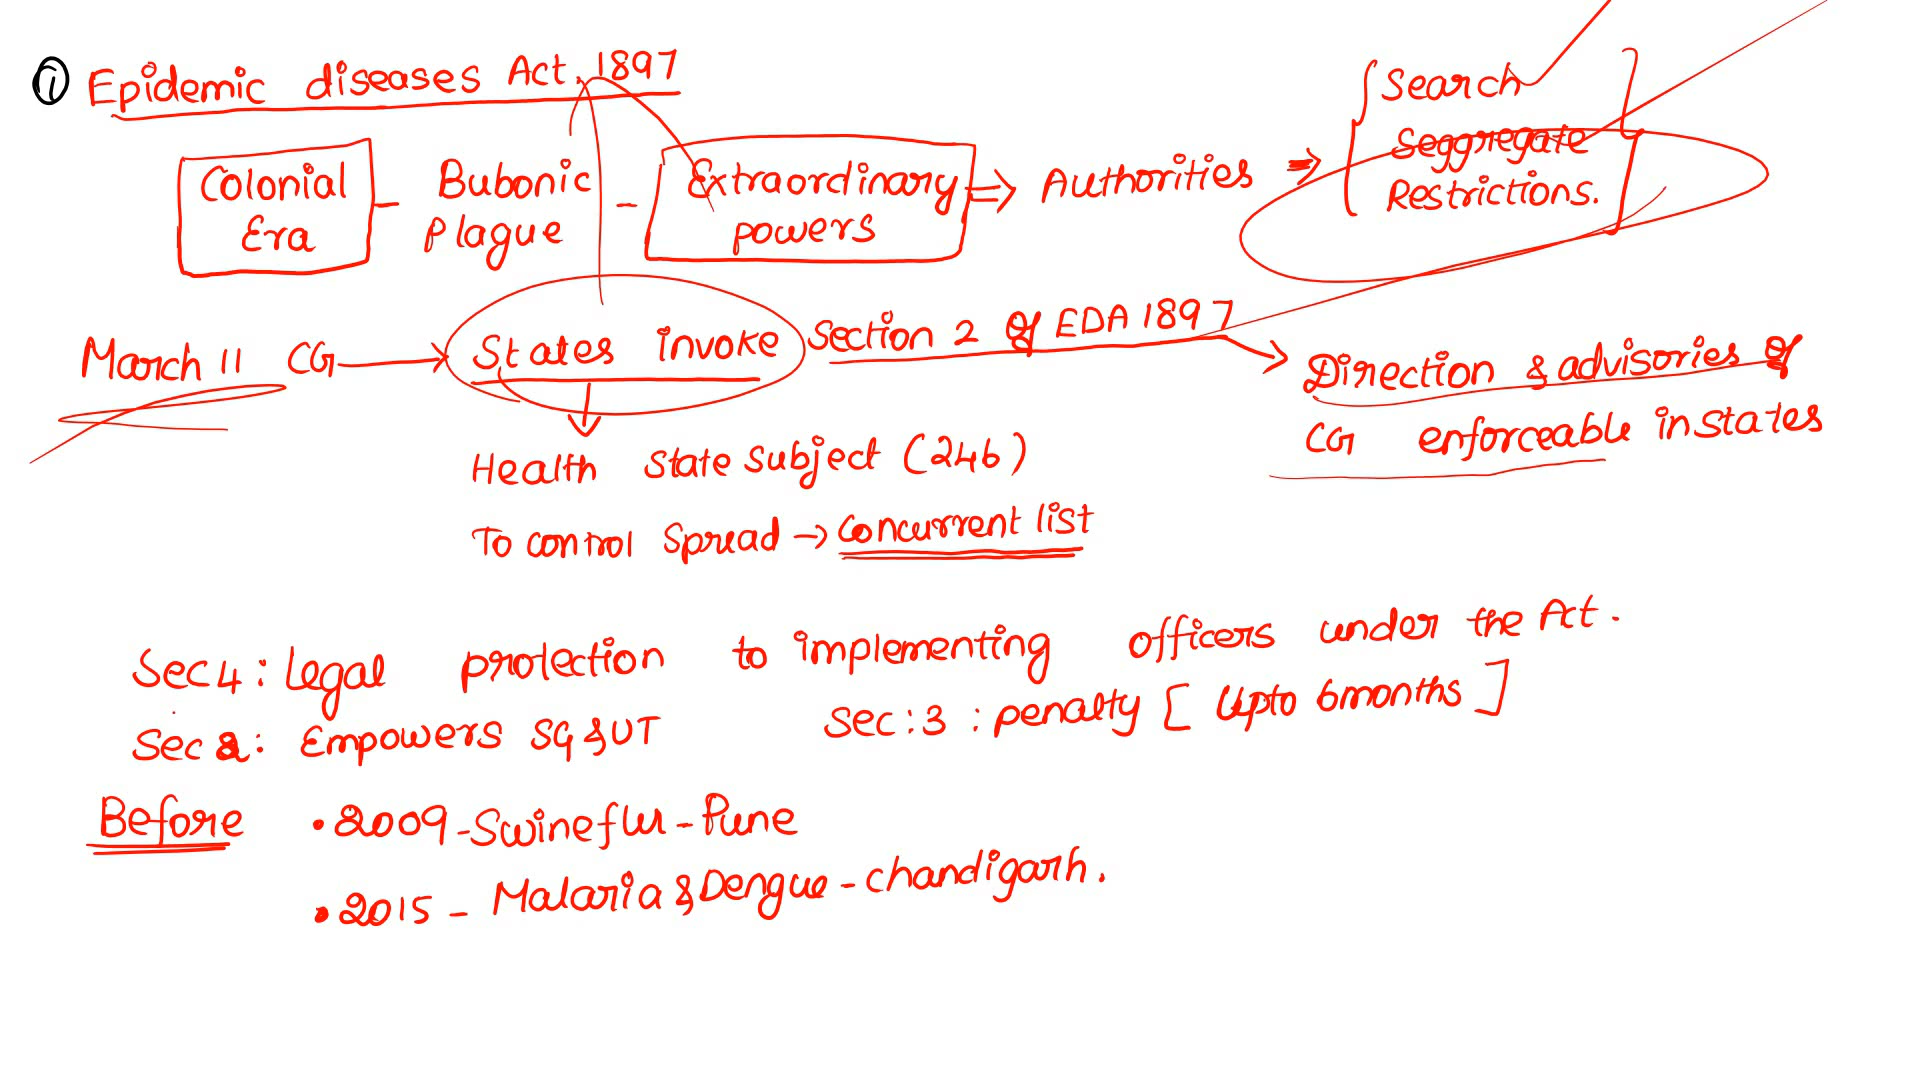 ① Epidemic diseases Act, 1897
Colonial Era - Bubonic Plague - Extraordinary powers ⇒ Authorities ⇒ { Search Seggregate Restrictions. }
March 11 CG → States invoke Section 2 of EDA 1897 → Direction & advisories of CG enforceable in States
↓
Health State Subject (246)
To control Spread → Concurrent list
Sec 4 : Legal protection to implementing officers under the Act.
Sec 2 : Empowers SG & UT Sec : 3 : penalty [ Upto 6 months ]
Before • 2009 - Swineflu - Pune
• 2015 - Malaria & Dengue - chandigarh.